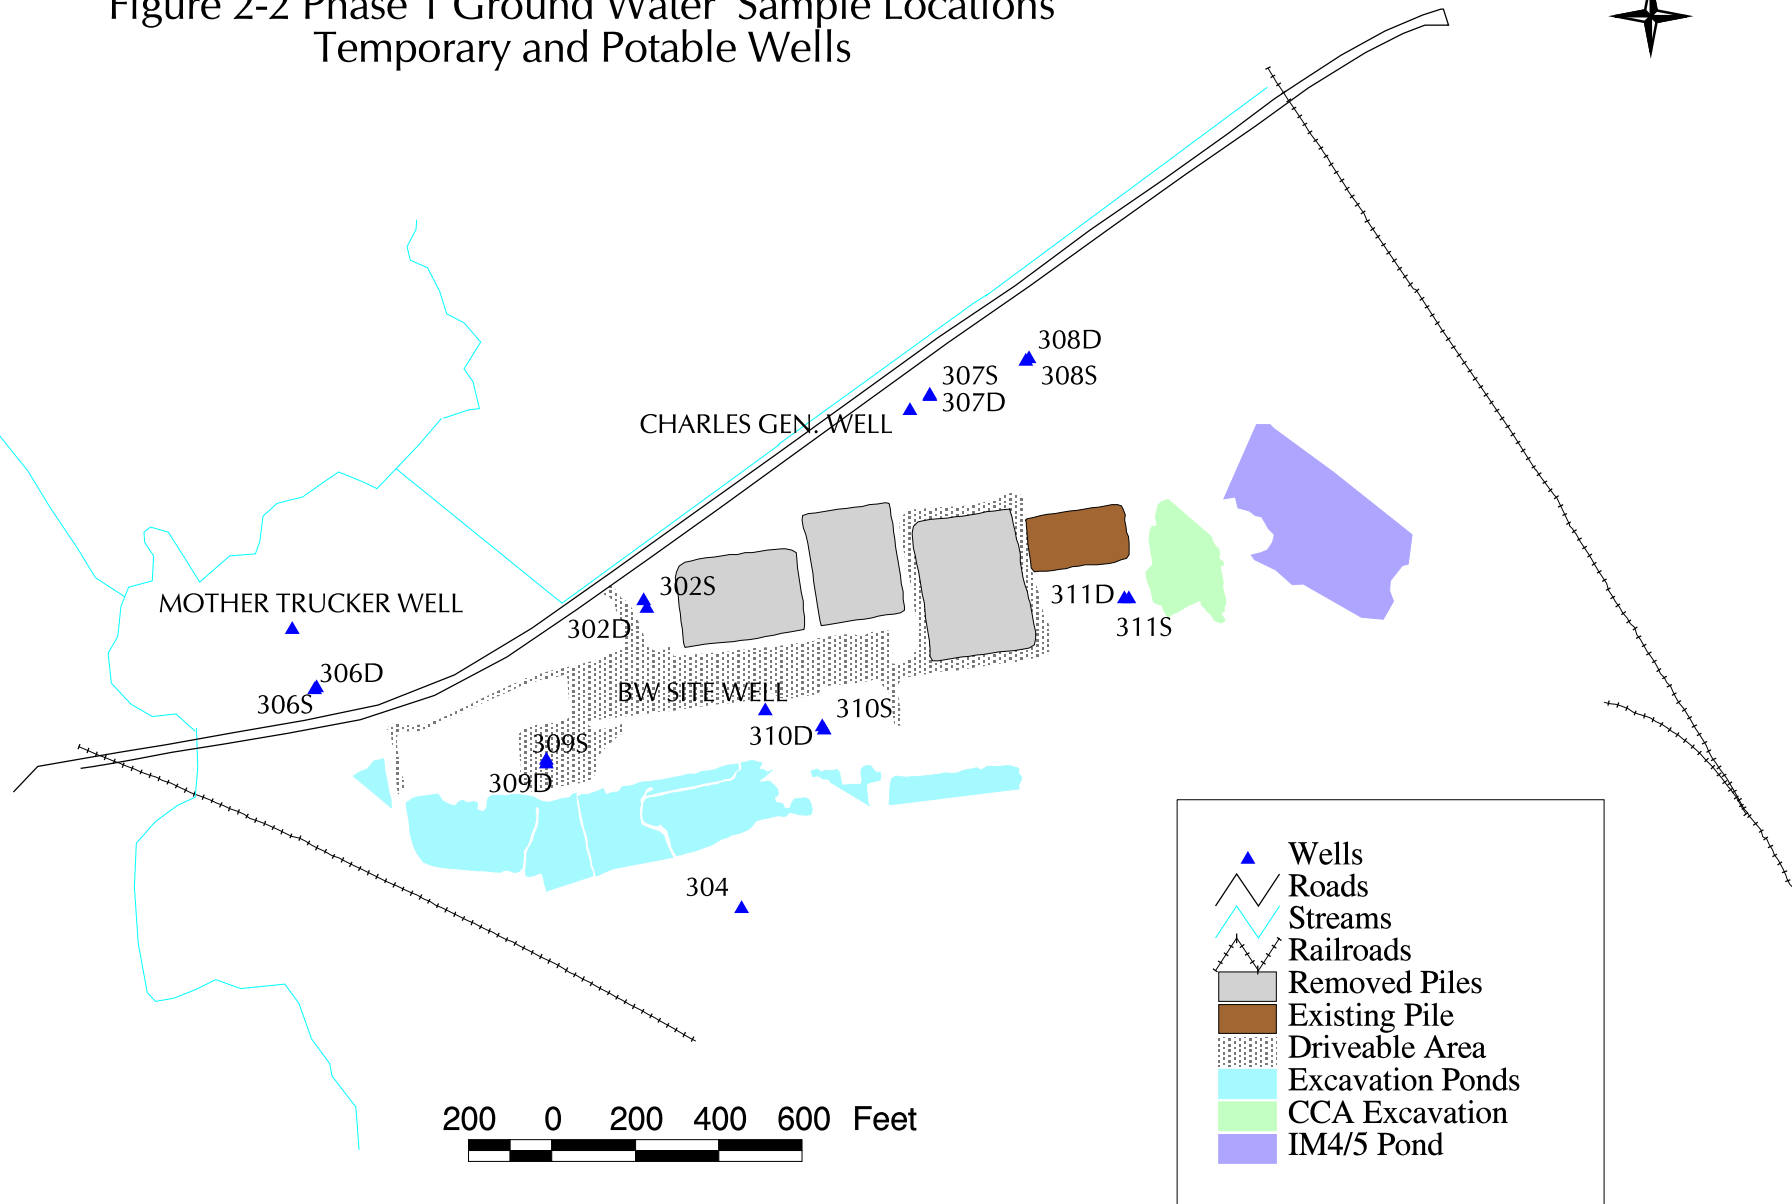 Figure 2-2 Phase 1 Ground Water Sample Locations
Temporary and Potable Wells
308D
308S
307S
307D
CHARLES GEN. WELL
302S
302D
311D
311S
MOTHER TRUCKER WELL
306D
306S
BW SITE WELL
310S
310D
309S
309D
304
Wells
Roads
Streams
Railroads
Removed Piles
Existing Pile
Driveable Area
Excavation Ponds
CCA Excavation
IM4/5 Pond
200 0 200 400 600 Feet